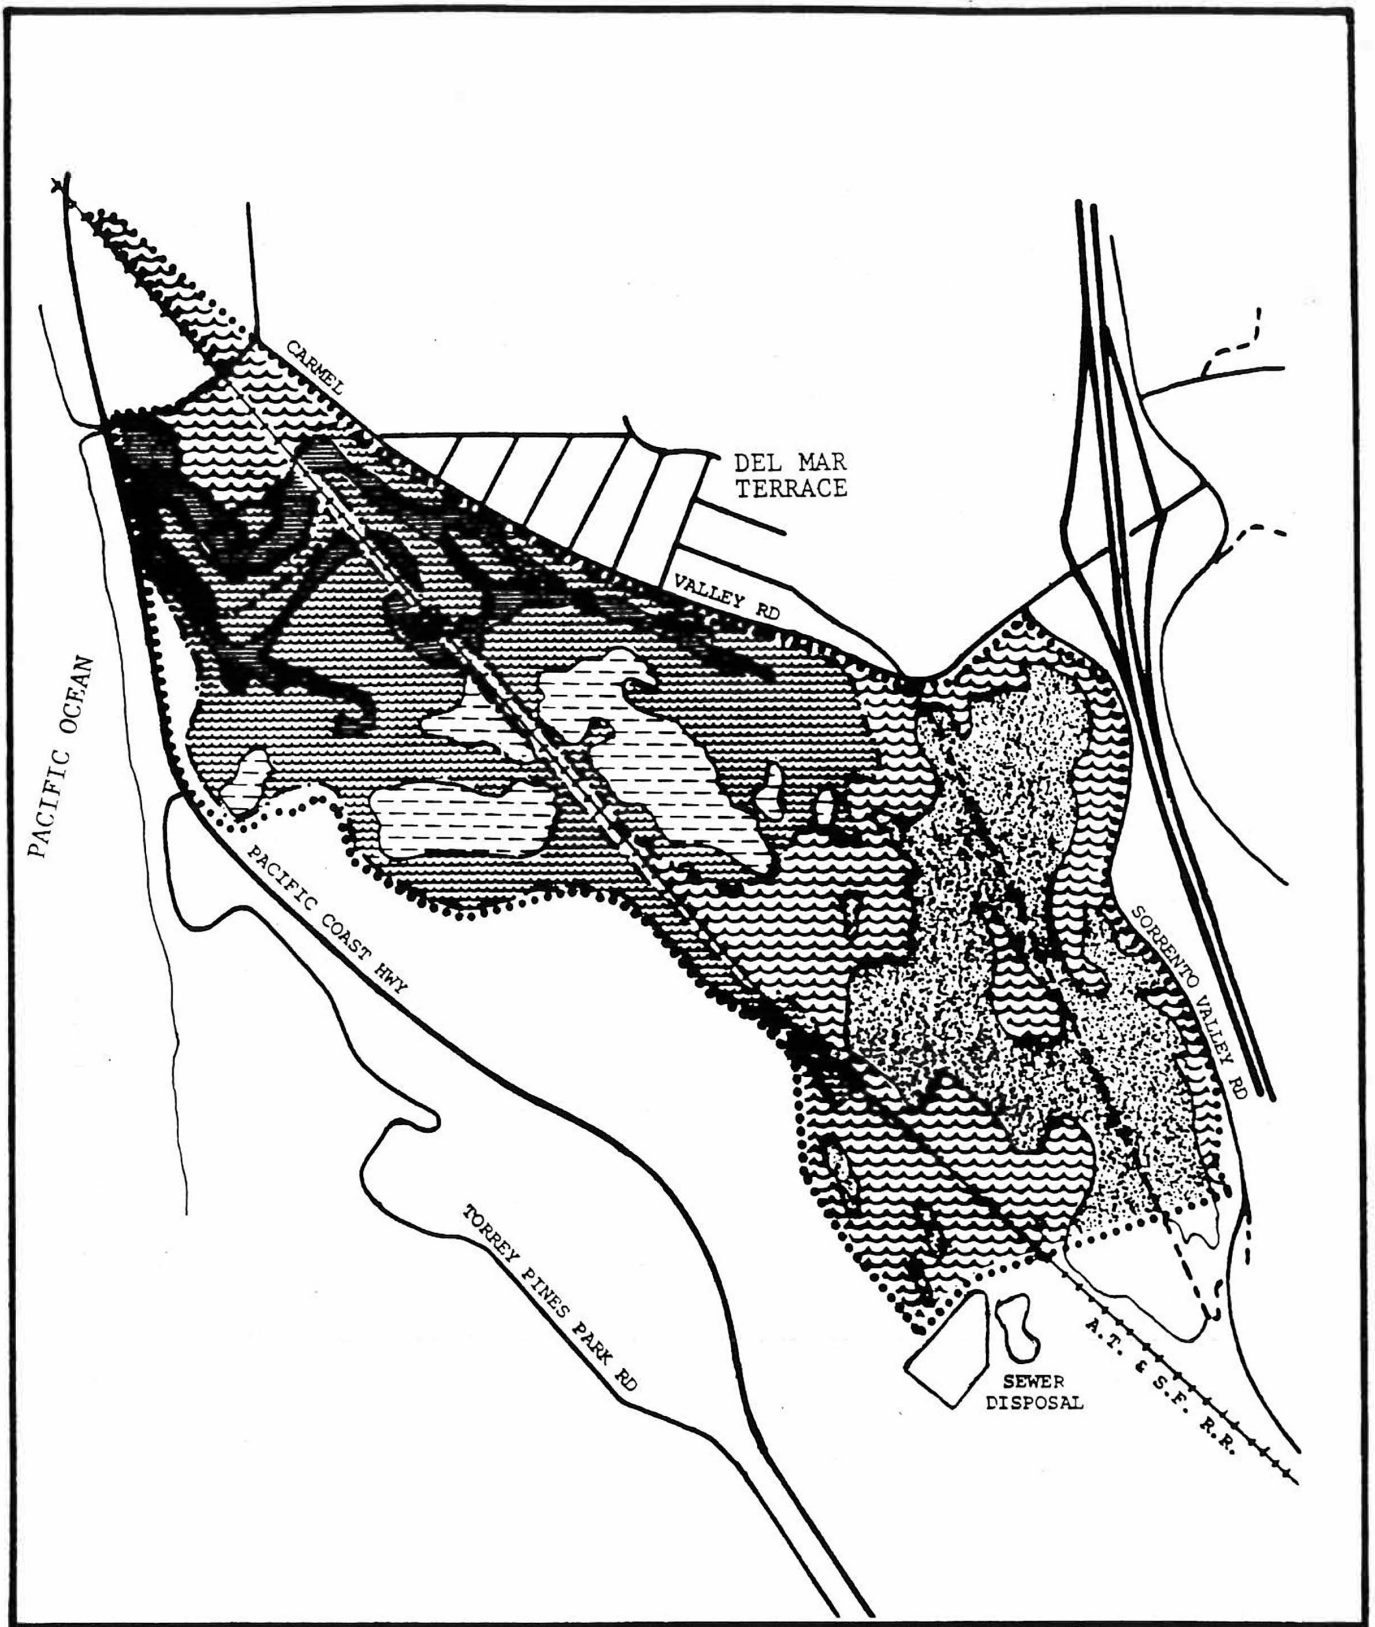 CARMEL
DEL MAR
TERRACE
VALLEY RD
PACIFIC OCEAN
PACIFIC COAST HWY
SORRENTO VALLEY RD
TORREY PINES PARK RD
SEWER
DISPOSAL
A.T. & S.F. R.R.